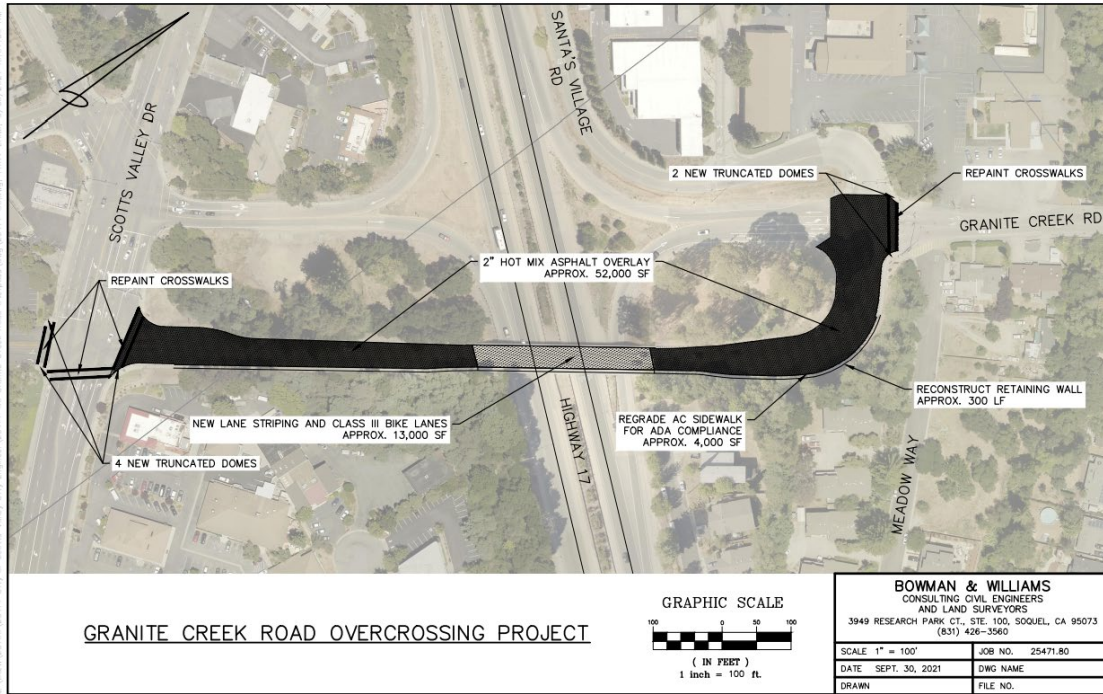 SCOTTS VALLEY DR
SANTA'S VILLAGE
RD
2 NEW TRUNCATED DOMES
REPAINT CROSSWALKS
GRANITE CREEK RD
REPAINT CROSSWALKS
2" HOT MIX ASPHALT OVERLAY
APPROX. 52,000 SF
NEW LANE STRIPING AND CLASS III BIKE LANES
APPROX. 13,000 SF
4 NEW TRUNCATED DOMES
HIGHWAY 17
REGRADE AC SIDEWALK
FOR ADA COMPLIANCE
APPROX. 4,000 SF
RECONSTRUCT RETAINING WALL
APPROX. 300 LF
MEADOW WAY
GRANITE CREEK ROAD OVERCROSSING PROJECT
GRAPHIC SCALE
100 0 50 100
( IN FEET )
1 inch = 100 ft.
BOWMAN & WILLIAMS
CONSULTING CIVIL ENGINEERS
AND LAND SURVEYORS
3949 RESEARCH PARK CT., STE. 100, SOQUEL, CA 95073
(831) 426-3560
SCALE 1" = 100'
JOB NO. 25471.80
DATE SEPT. 30, 2021
DWG NAME
DRAWN
FILE NO.